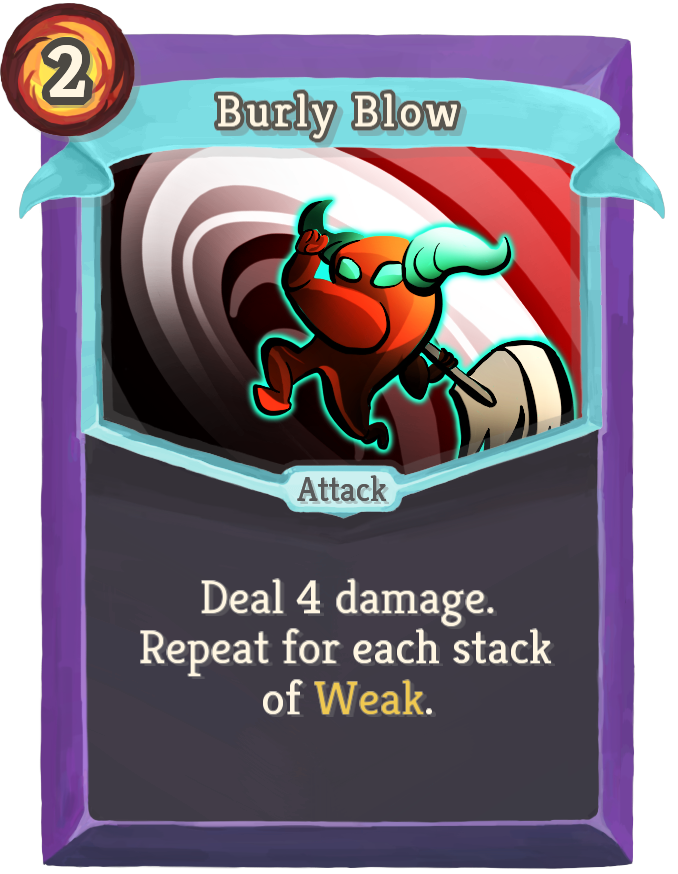 2
Burly Blow
Attack
Deal 4 damage.
Repeat for each stack
of Weak.